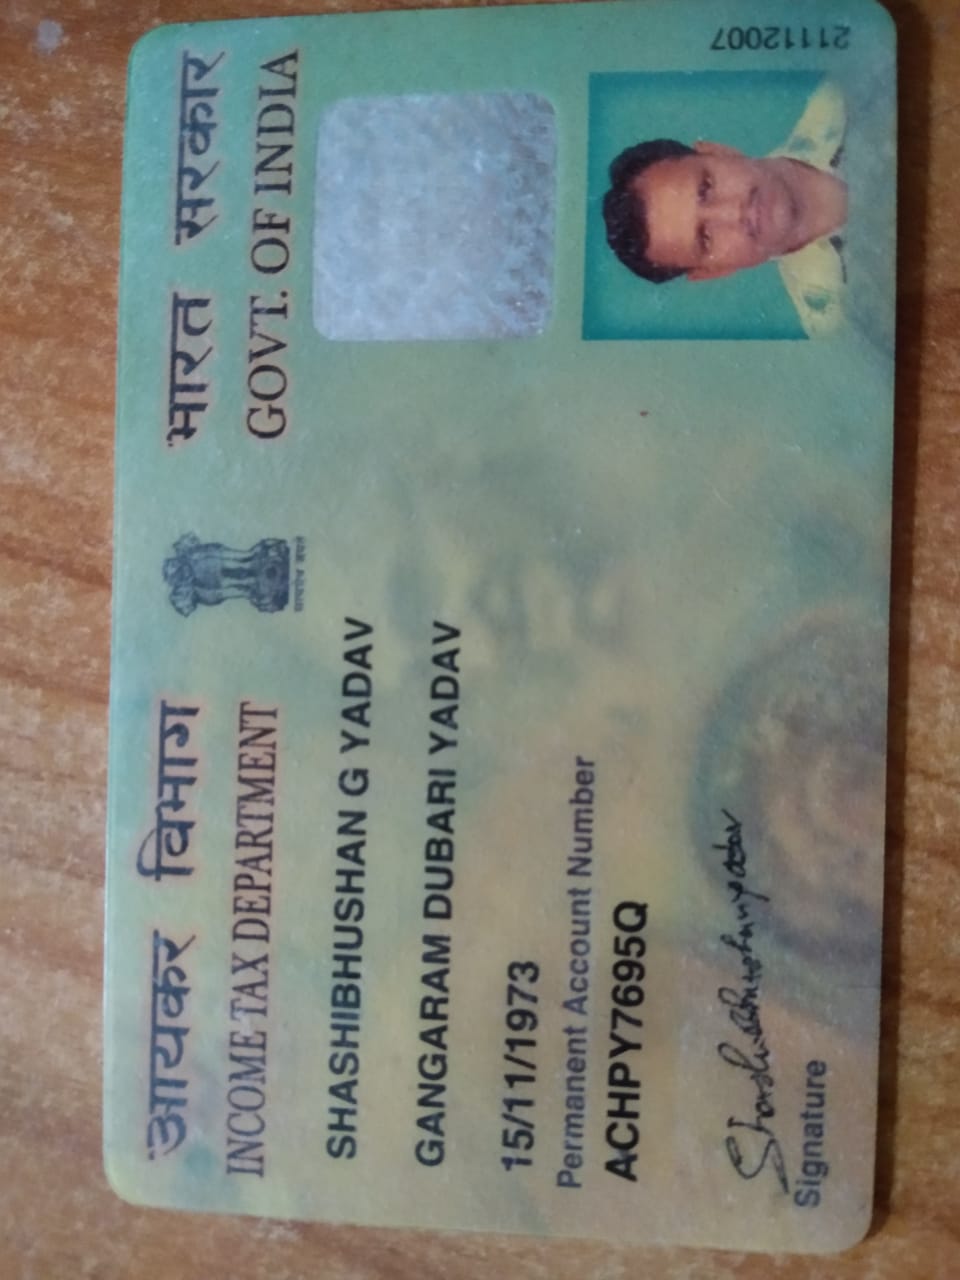 आयकर विभाग
INCOME TAX DEPARTMENT
सत्यमेव जयते
भारत सरकार
GOVT. OF INDIA
SHASHIBHUSHAN G YADAV
GANGARAM DUBARI YADAV
15/11/1973
Permanent Account Number
ACHPY7695Q
Signature
21112007